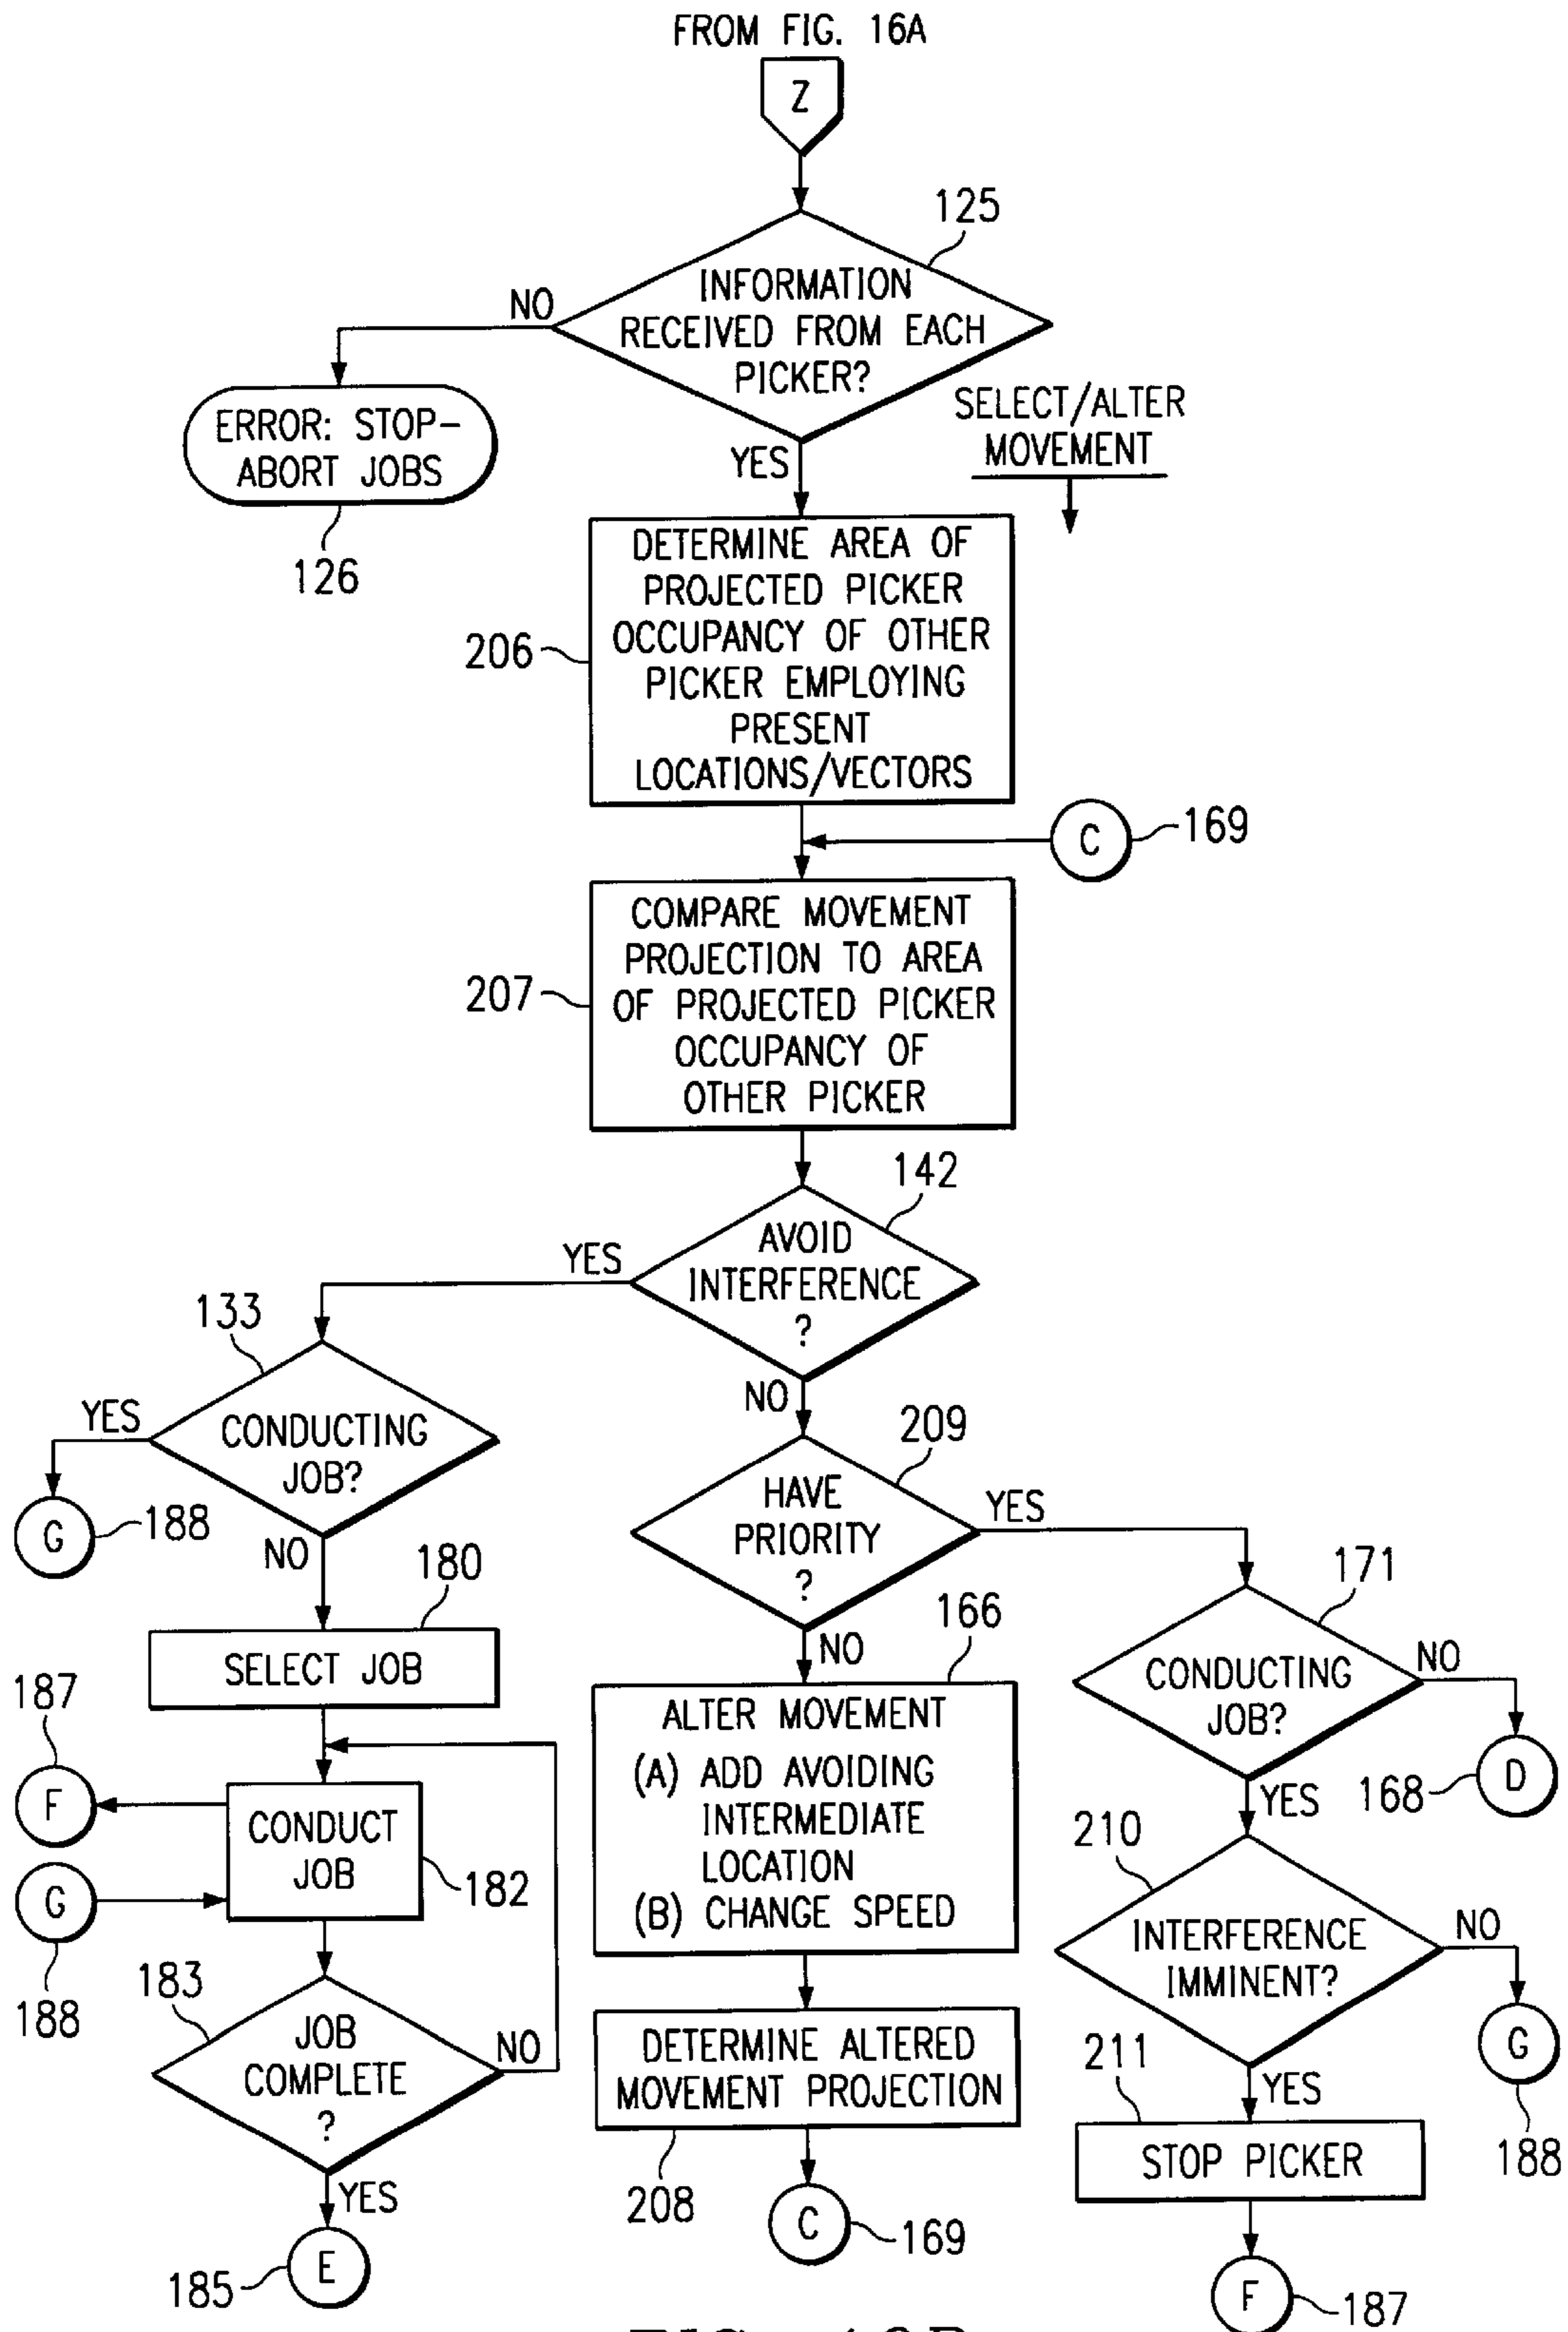 FROM FIG. 16A
Z
125
INFORMATION
RECEIVED FROM EACH
PICKER?
NO
ERROR: STOP-
ABORT JOBS
126
YES
SELECT/ALTER
MOVEMENT
DETERMINE AREA OF
PROJECTED PICKER
OCCUPANCY OF OTHER
PICKER EMPLOYING
PRESENT
LOCATIONS/VECTORS
206
C
169
COMPARE MOVEMENT
PROJECTION TO AREA
OF PROJECTED PICKER
OCCUPANCY OF
OTHER PICKER
207
142
AVOID
INTERFERENCE
?
YES
NO
133
CONDUCTING
JOB?
YES
G
188
NO
180
SELECT JOB
187
F
CONDUCT
JOB
182
G
188
183
JOB
COMPLETE
?
NO
YES
E
185
209
HAVE
PRIORITY
?
YES
NO
166
ALTER MOVEMENT
(A) ADD AVOIDING
INTERMEDIATE
LOCATION
(B) CHANGE SPEED
DETERMINE ALTERED
MOVEMENT PROJECTION
208
C
169
171
CONDUCTING
JOB?
NO
D
168
YES
210
INTERFERENCE
IMMINENT?
NO
G
188
YES
211
STOP PICKER
F
187